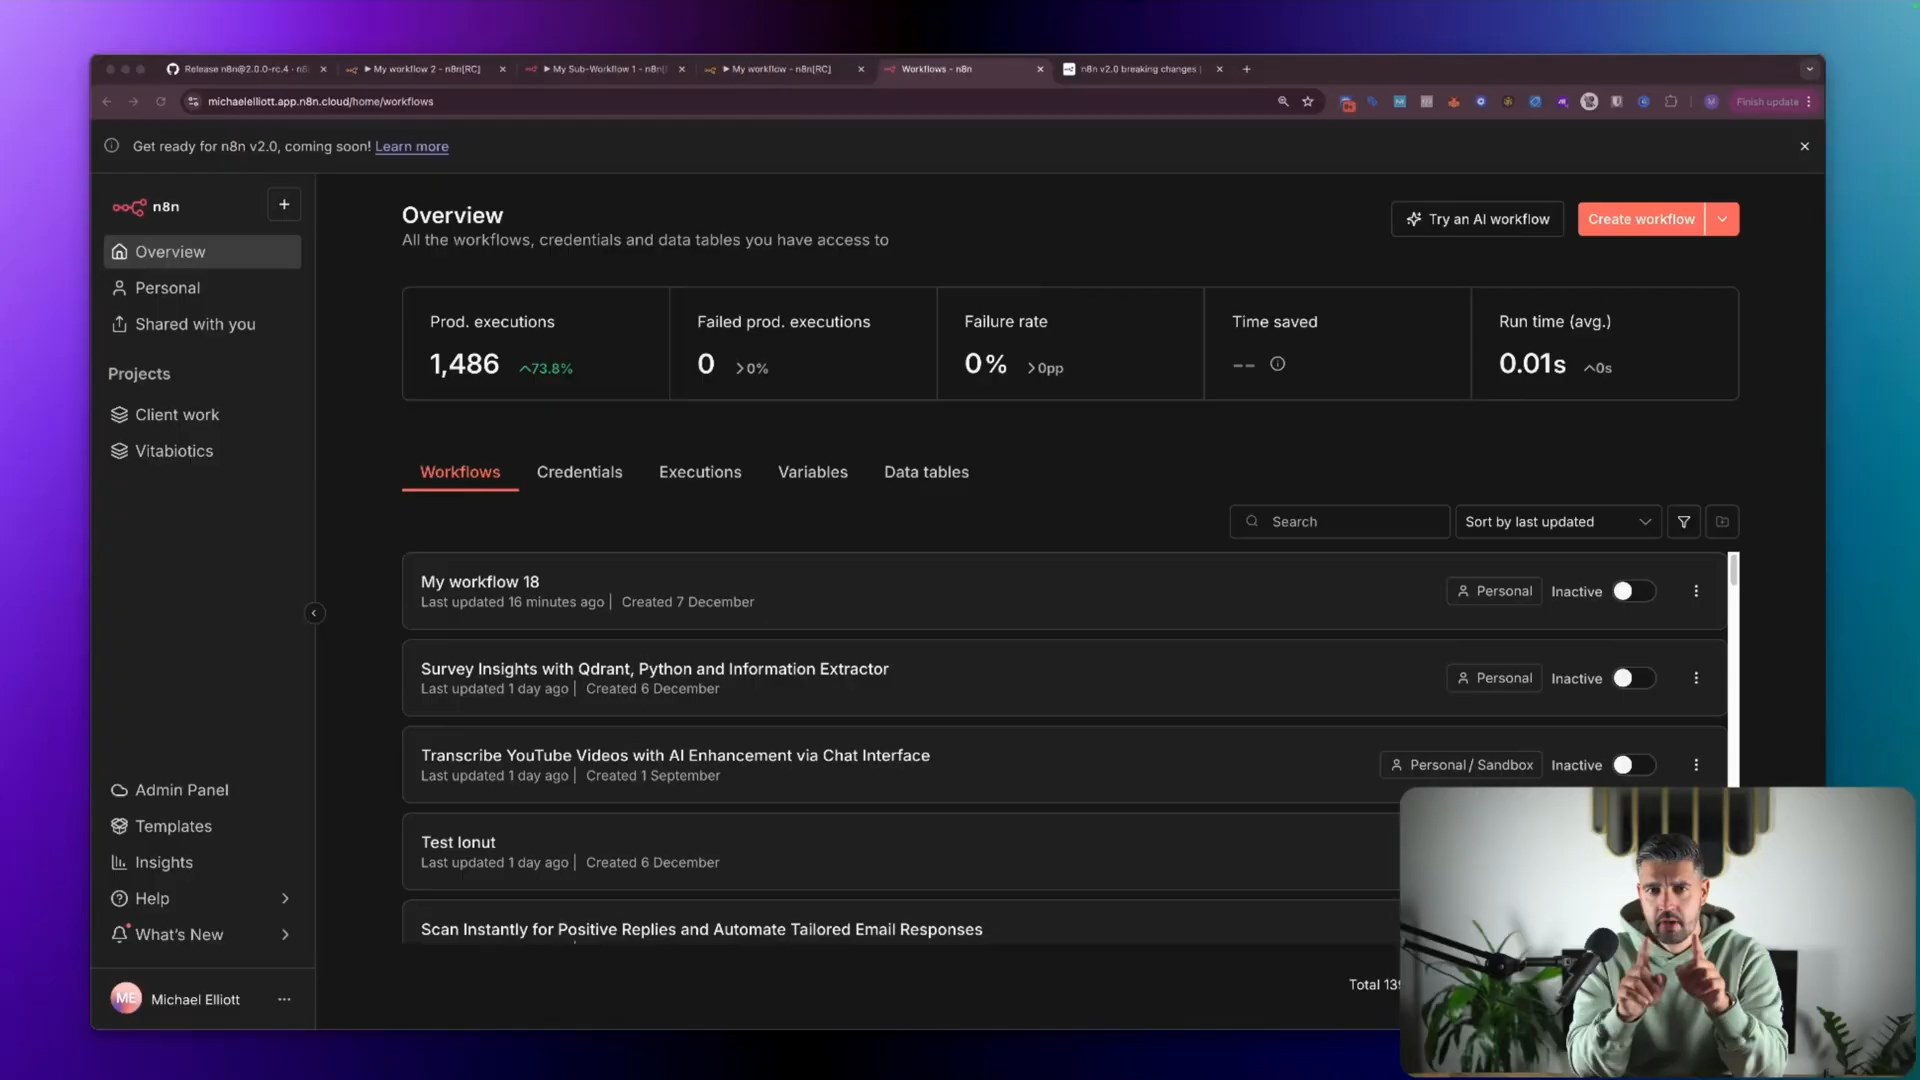 Release n8n@2.0.0-rc.4 · n8
My workflow 2 - n8n[RC]
My Sub-Workflow 1 - n8n[
My workflow - n8n[RC]
Workflows - n8n
n8n v2.0 breaking changes |
michaelelliott.app.n8n.cloud/home/workflows
Finish update
Get ready for n8n v2.0, coming soon! Learn more
n8n
Overview
Personal
Shared with you
Projects
Client work
Vitabiotics
Admin Panel
Templates
Insights
Help
What's New
ME Michael Elliott
Overview
All the workflows, credentials and data tables you have access to
Try an AI workflow
Create workflow
Prod. executions
1,486 73.8%
Failed prod. executions
0 0%
Failure rate
0% 0pp
Time saved
--
Run time (avg.)
0.01s 0s
Workflows Credentials Executions Variables Data tables
Search
Sort by last updated
My workflow 18
Last updated 16 minutes ago | Created 7 December
Personal Inactive
Survey Insights with Qdrant, Python and Information Extractor
Last updated 1 day ago | Created 6 December
Personal Inactive
Transcribe YouTube Videos with AI Enhancement via Chat Interface
Last updated 1 day ago | Created 1 September
Personal / Sandbox Inactive
Test Ionut
Last updated 1 day ago | Created 6 December
Scan Instantly for Positive Replies and Automate Tailored Email Responses
Total 139